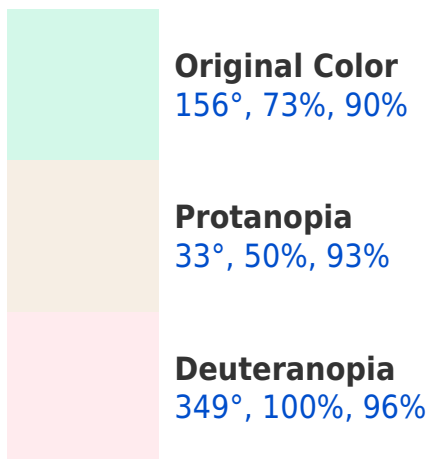 Original Color
156°, 73%, 90%
Protanopia
33°, 50%, 93%
Deuteranopia
349°, 100%, 96%